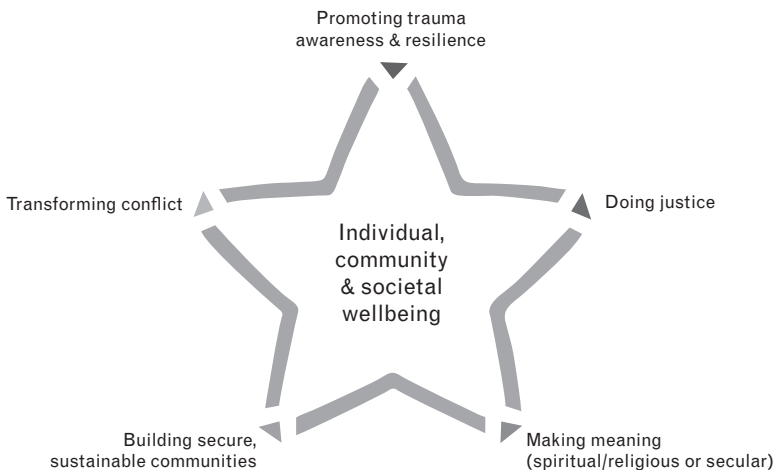 Promoting trauma
awareness & resilience
Transforming conflict
Doing justice
Individual,
community
& societal
wellbeing
Building secure,
sustainable communities
Making meaning
(spiritual/religious or secular)